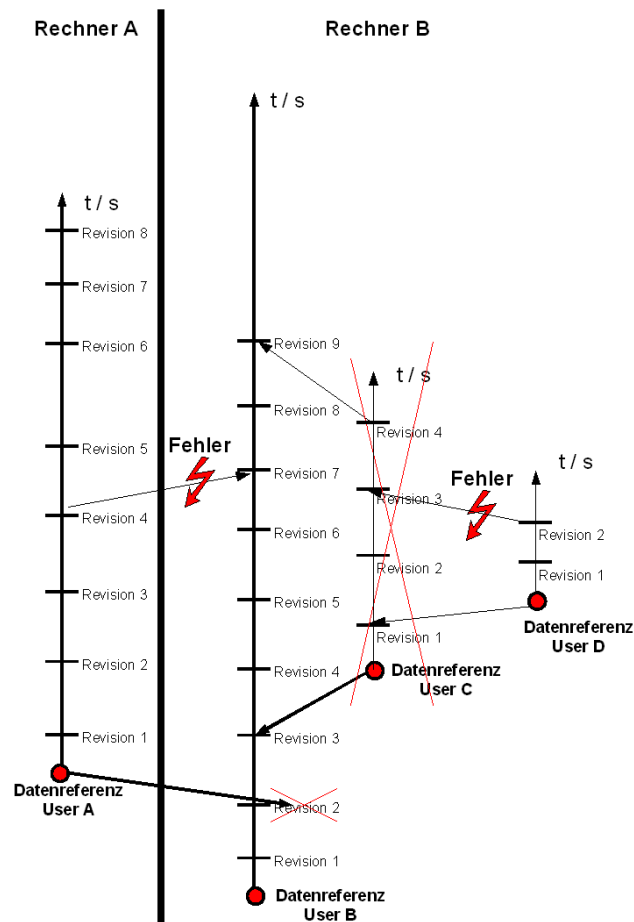 Rechner A
Rechner B
t / s
t / s
Revision 8
Revision 7
Revision 6
Revision 5
Revision 4
Revision 3
Revision 2
Revision 1
Datenreferenz
User A
Fehler
Revision 9
Revision 8
Revision 7
Revision 6
Revision 5
Revision 4
Revision 3
Revision 2
Revision 1
Datenreferenz
User B
t / s
Revision 4
Revision 3
Revision 2
Revision 1
Datenreferenz
User C
Fehler
t / s
Revision 2
Revision 1
Datenreferenz
User D